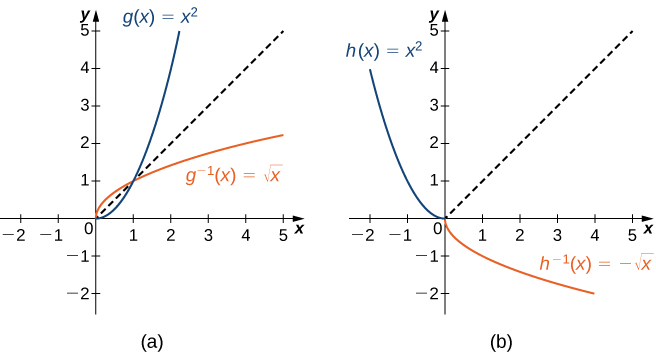 y
g(x) = x²
5
4
3
2
1
g⁻¹(x) = √x
−2 −1 0 1 2 3 4 5 x
−1
−2
(a)
y
5
h(x) = x²
4
3
2
1
−2 −1 0 1 2 3 4 5 x
−1
h⁻¹(x) = −√x
−2
(b)